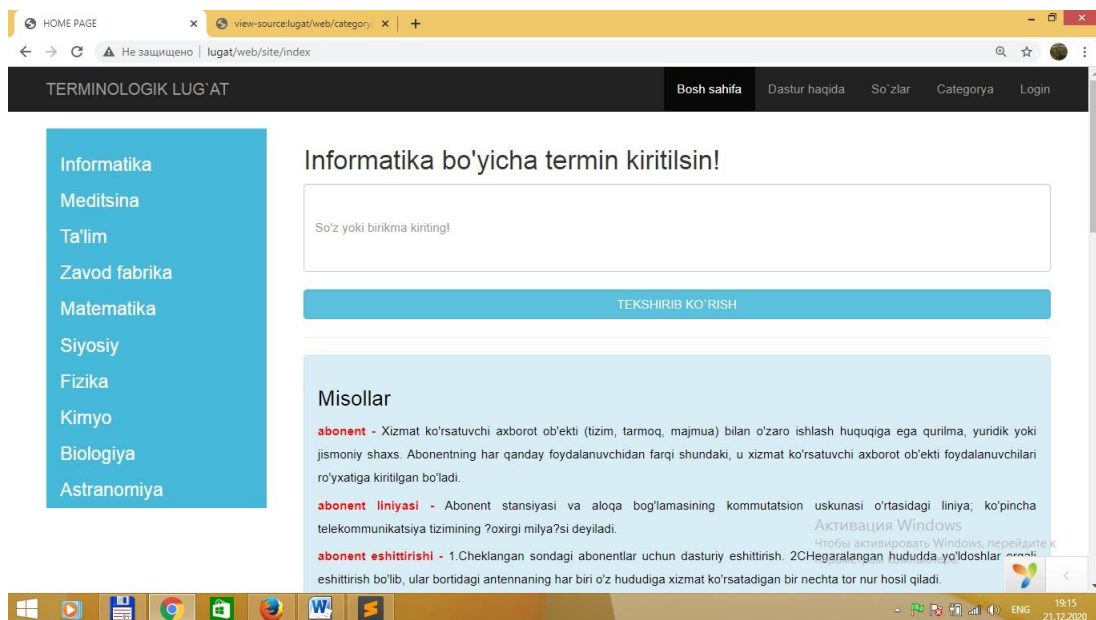 HOME PAGE
view-source:lugat/web/category
Не защищено | lugat/web/site/index
TERMINOLOGIK LUG`AT
Bosh sahifa Dastur haqida So`zlar Categorya Login
Informatika
Meditsina
Ta'lim
Zavod fabrika
Matematika
Siyosiy
Fizika
Kimyo
Biologiya
Astranomiya
Informatika bo'yicha termin kiritilsin!
So'z yoki birikma kiriting!
TEKSHIRIB KO`RISH
Misollar
abonent - Xizmat ko'rsatuvchi axborot ob'ekti (tizim, tarmoq, majmua) bilan o'zaro ishlash huquqiga ega qurilma, yuridik yoki
jismoniy shaxs. Abonentning har qanday foydalanuvchidan farqi shundaki, u xizmat ko'rsatuvchi axborot ob'ekti foydalanuvchilari
ro'yxatiga kiritilgan bo'ladi.
abonent liniyasi - Abonent stansiyasi va aloqa bog'lamasining kommutatsion uskunasi o'rtasidagi liniya; ko'pincha
telekommunikatsiya tizimining ?oxirgi milya?si deyiladi.
abonent eshittirishi - 1.Cheklangan sondagi abonentlar uchun dasturiy eshittirish. 2CHegaralangan hududda yo'ldoshlar orqali
eshittirish bo'lib, ular bortidagi antennaning har biri o'z hududiga xizmat ko'rsatadigan bir nechta tor nur hosil qiladi.
Активация Windows
Чтобы активировать Windows, перейдите к
ENG
19:15
21.12.2020